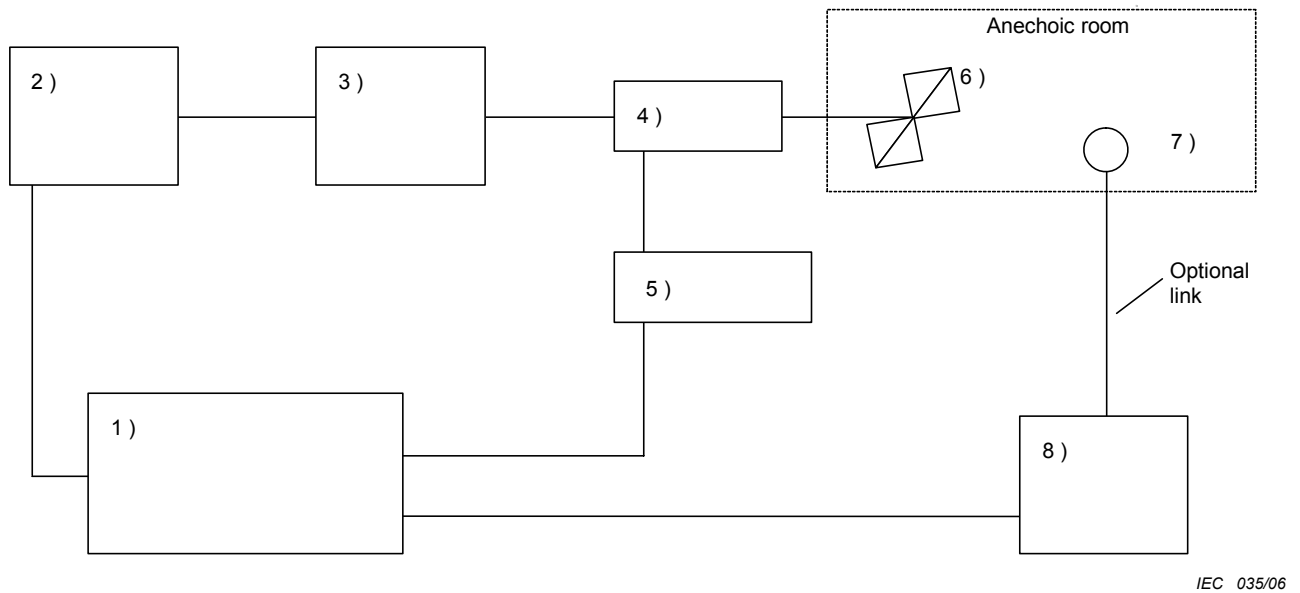 Anechoic room
2 )
3 )
4 )
6 )
7 )
5 )
Optional
link
1 )
8 )
IEC 035/06